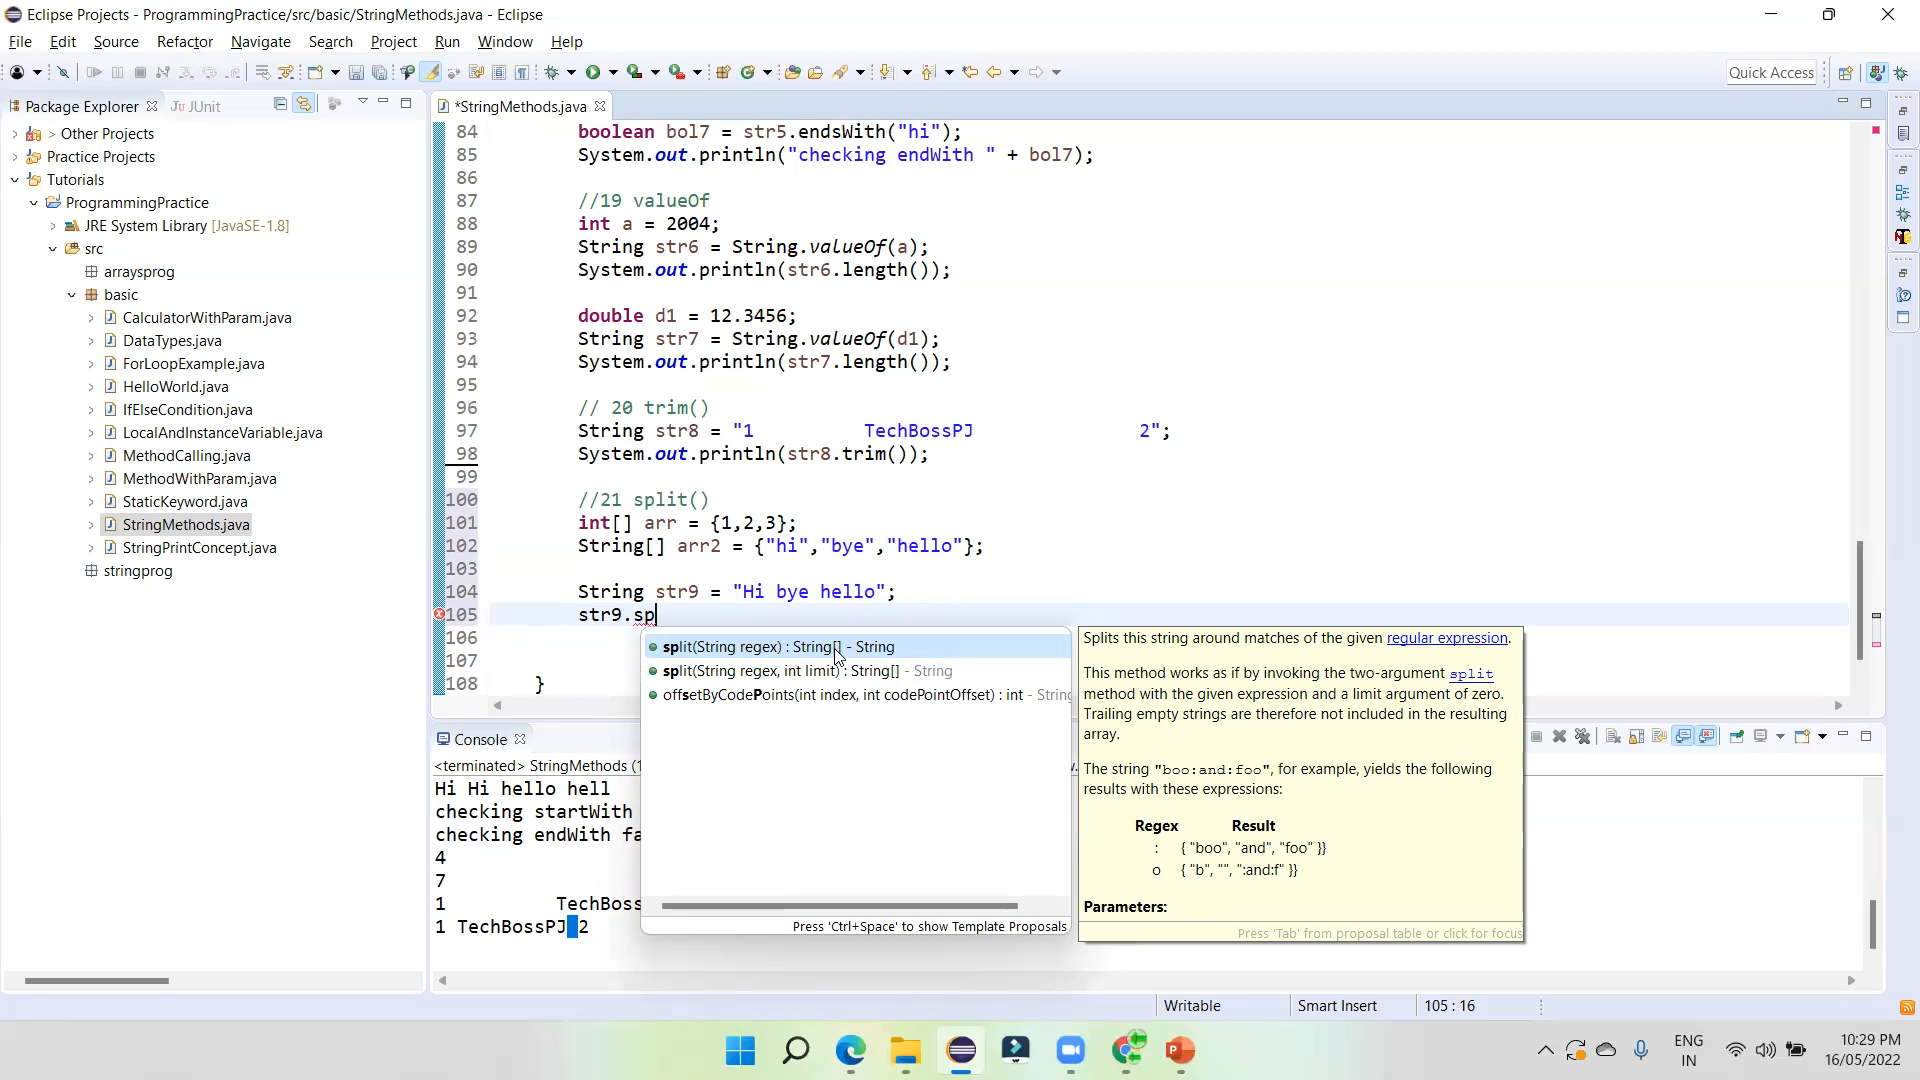 Eclipse Projects - ProgrammingPractice/src/basic/StringMethods.java - Eclipse
File Edit Source Refactor Navigate Search Project Run Window Help
Quick Access
Package Explorer
JUnit
> Other Projects
Practice Projects
Tutorials
ProgrammingPractice
JRE System Library [JavaSE-1.8]
src
arraysprog
basic
CalculatorWithParam.java
DataTypes.java
ForLoopExample.java
HelloWorld.java
IfElseCondition.java
LocalAndInstanceVariable.java
MethodCalling.java
MethodWithParam.java
StaticKeyword.java
StringMethods.java
StringPrintConcept.java
stringprog
*StringMethods.java
84 boolean bol7 = str5.endsWith("hi");
85 System.out.println("checking endWith " + bol7);
86
87 //19 valueOf
88 int a = 2004;
89 String str6 = String.valueOf(a);
90 System.out.println(str6.length());
91
92 double d1 = 12.3456;
93 String str7 = String.valueOf(d1);
94 System.out.println(str7.length());
95
96 // 20 trim()
97 String str8 = "1          TechBossPJ               2";
98 System.out.println(str8.trim());
99
100 //21 split()
101 int[] arr = {1,2,3};
102 String[] arr2 = {"hi","bye","hello"};
103
104 String str9 = "Hi bye hello";
105 str9.sp
106
107
108 }
split(String regex) : String[] - String
split(String regex, int limit) : String[] - String
offsetByCodePoints(int index, int codePointOffset) : int - String
Press 'Ctrl+Space' to show Template Proposals
Splits this string around matches of the given regular expression.
This method works as if by invoking the two-argument split
method with the given expression and a limit argument of zero.
Trailing empty strings are therefore not included in the resulting
array.
The string "boo:and:foo", for example, yields the following
results with these expressions:
Regex Result
: { "boo", "and", "foo" }}
o { "b", "", ":and:f" }}
Parameters:
Press 'Tab' from proposal table or click for focus
Console
<terminated> StringMethods (1
Hi Hi hello hell
checking startWith
checking endWith fa
4
7
1          TechBoss
1 TechBossPJ 2
Writable
Smart Insert
105 : 16
ENG
IN
10:29 PM
16/05/2022